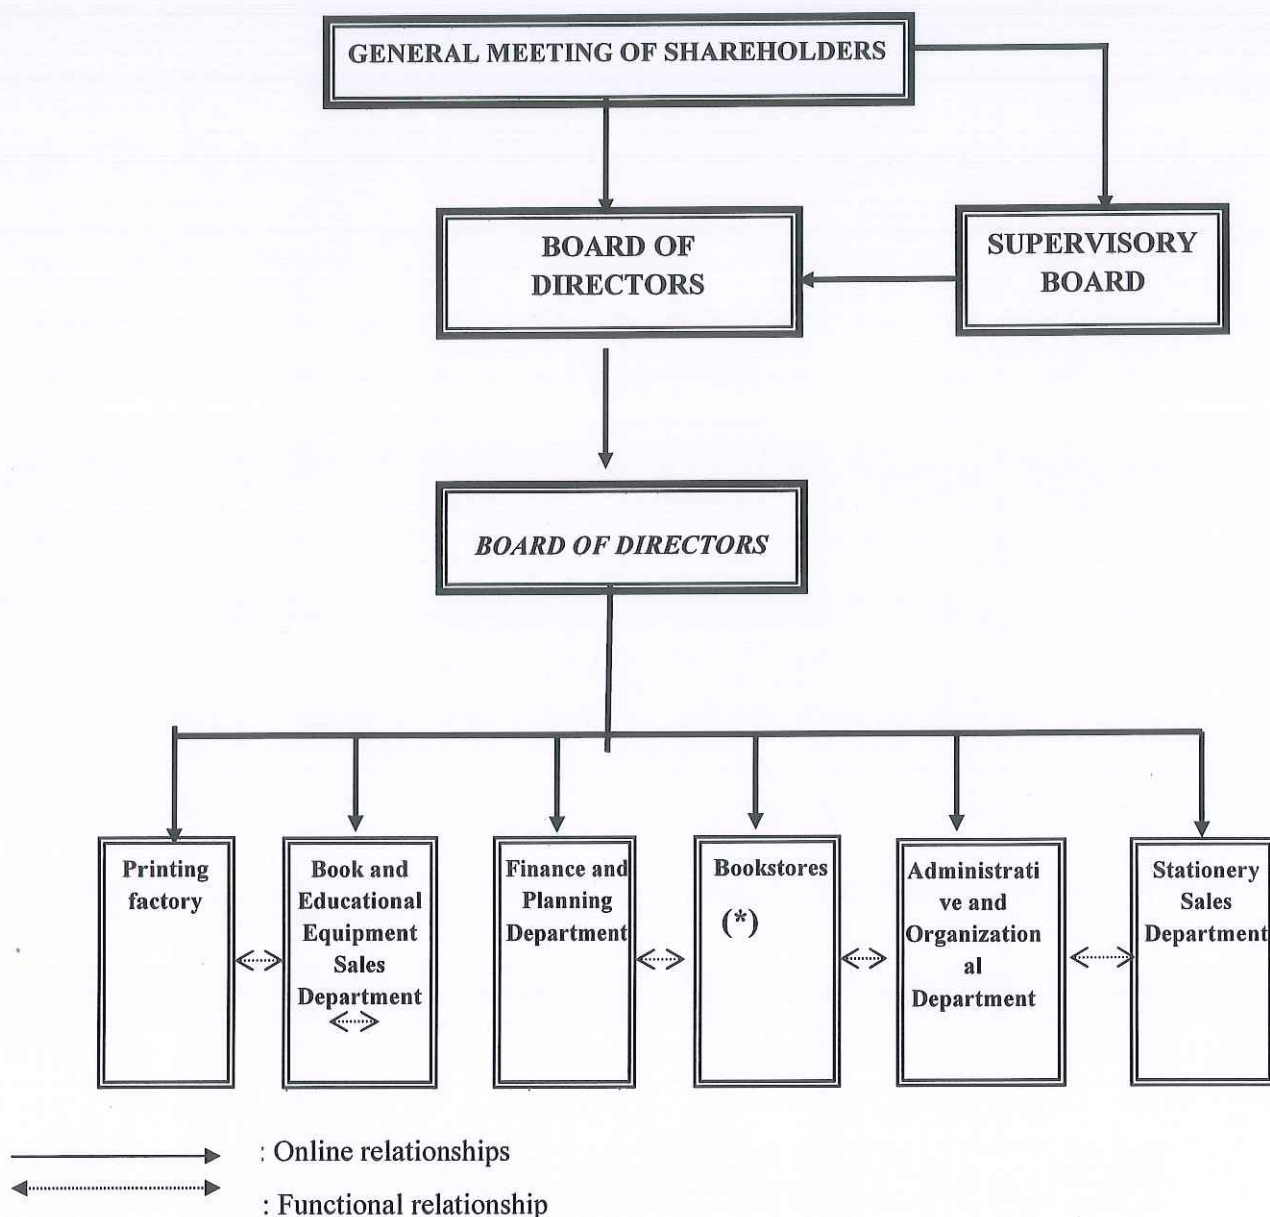 GENERAL MEETING OF SHAREHOLDERS
BOARD OF
DIRECTORS
SUPERVISORY
BOARD
BOARD OF DIRECTORS
Printing
factory
Book and
Educational
Equipment
Sales
Department
Finance and
Planning
Department
Bookstores
(*)
Administrati
ve and
Organization
al
Department
Stationery
Sales
Department
: Online relationships
: Functional relationship